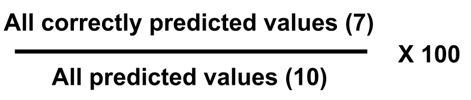 All correctly predicted values (7)
X 100
All predicted values (10)